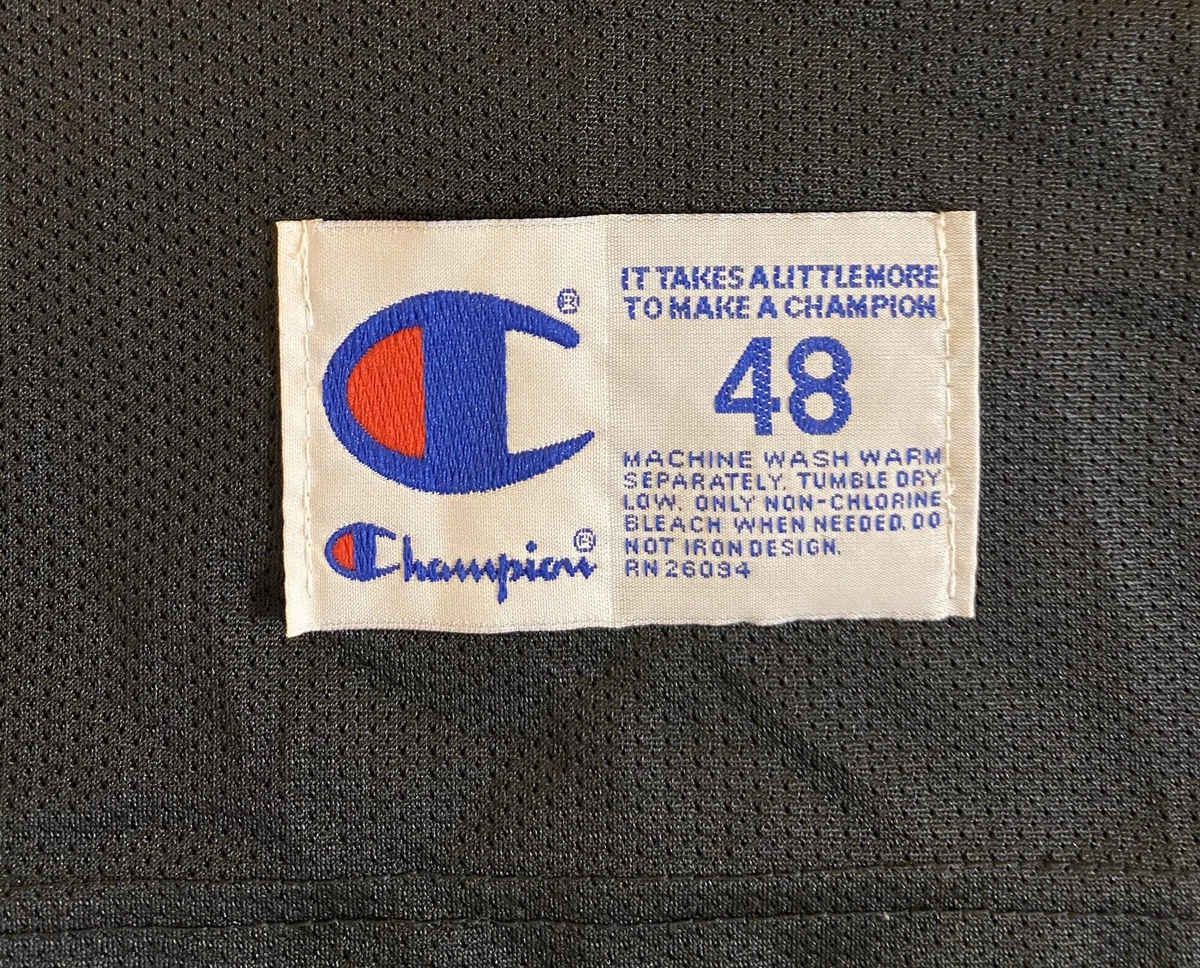 IT TAKES A LITTLE MORE
TO MAKE A CHAMPION
48
MACHINE WASH WARM
SEPARATELY. TUMBLE DRY
LOW. ONLY NON-CHLORINE
BLEACH WHEN NEEDED. DO
NOT IRON DESIGN.
RN 26094
®
Champion®